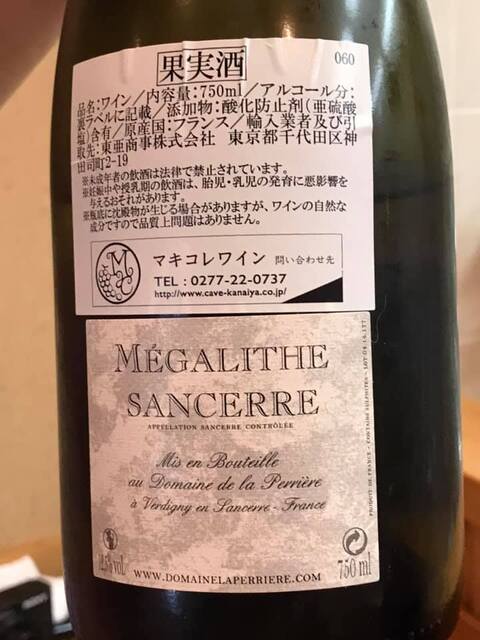 果実酒
060
品名:ワイン／内容量:750ml／アルコール分:
裏ラベルに記載／添加物:酸化防止剤(亜硫酸
塩)含有／原産国:フランス／輸入業者及び引
取先:東亜商事株式会社 東京都千代田区神
田司町2-19
※未成年者の飲酒は法律で禁止されています。
※妊娠中や授乳期の飲酒は、胎児・乳児の発育に悪影響を
与えるおそれがあります。
※瓶底に沈殿物が生じる場合がありますが、ワインの自然な
成分ですので品質上問題はありません。
マキコレワイン 問い合わせ先
TEL:0277-22-0737
http://www.cave-kanaiya.co.jp/
MÉGALITHE
SANCERRE
APPELLATION SANCERRE CONTRÔLÉE
Mis en Bouteille
au Domaine de la Perrière
à Verdigny en Sancerre - France
750 ml
WWW.DOMAINELAPERRIERE.COM
PRODUIT DE FRANCE - CONTAINS SULPHITES -